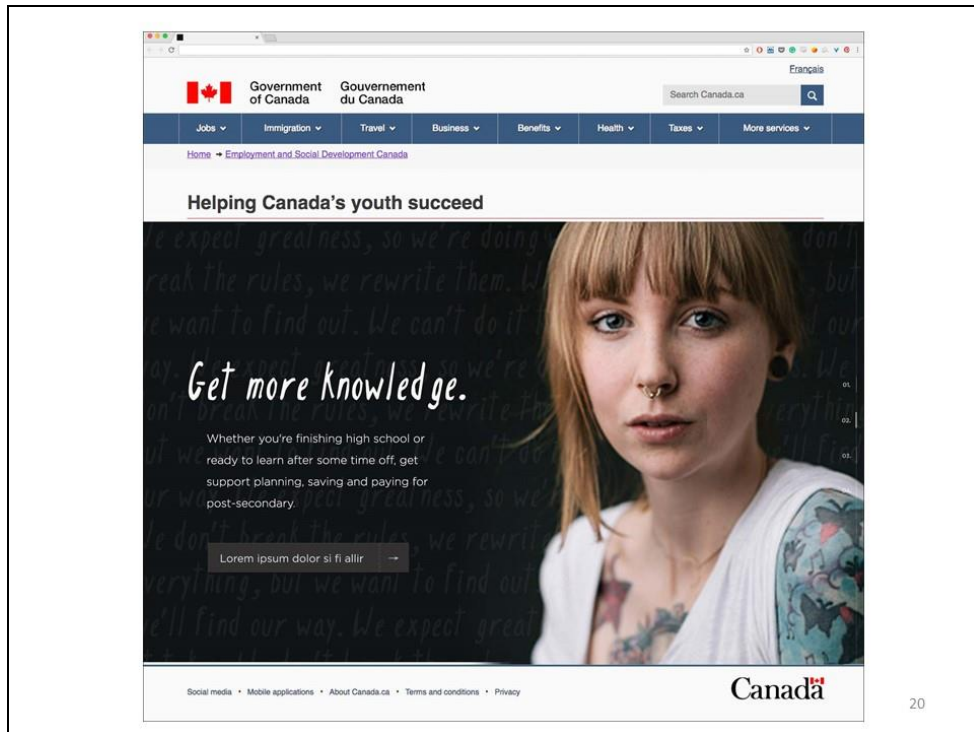 Français
Government of Canada
Gouvernement du Canada
Search Canada.ca
Jobs Immigration Travel Business Benefits Health Taxes More services
Home → Employment and Social Development Canada
Helping Canada's youth succeed
Get more knowledge.
01.
02.
03.
Whether you're finishing high school or
ready to learn after some time off, get
support planning, saving and paying for
post-secondary.
Lorem ipsum dolor si fi allir →
Social media • Mobile applications • About Canada.ca • Terms and conditions • Privacy
Canada
20